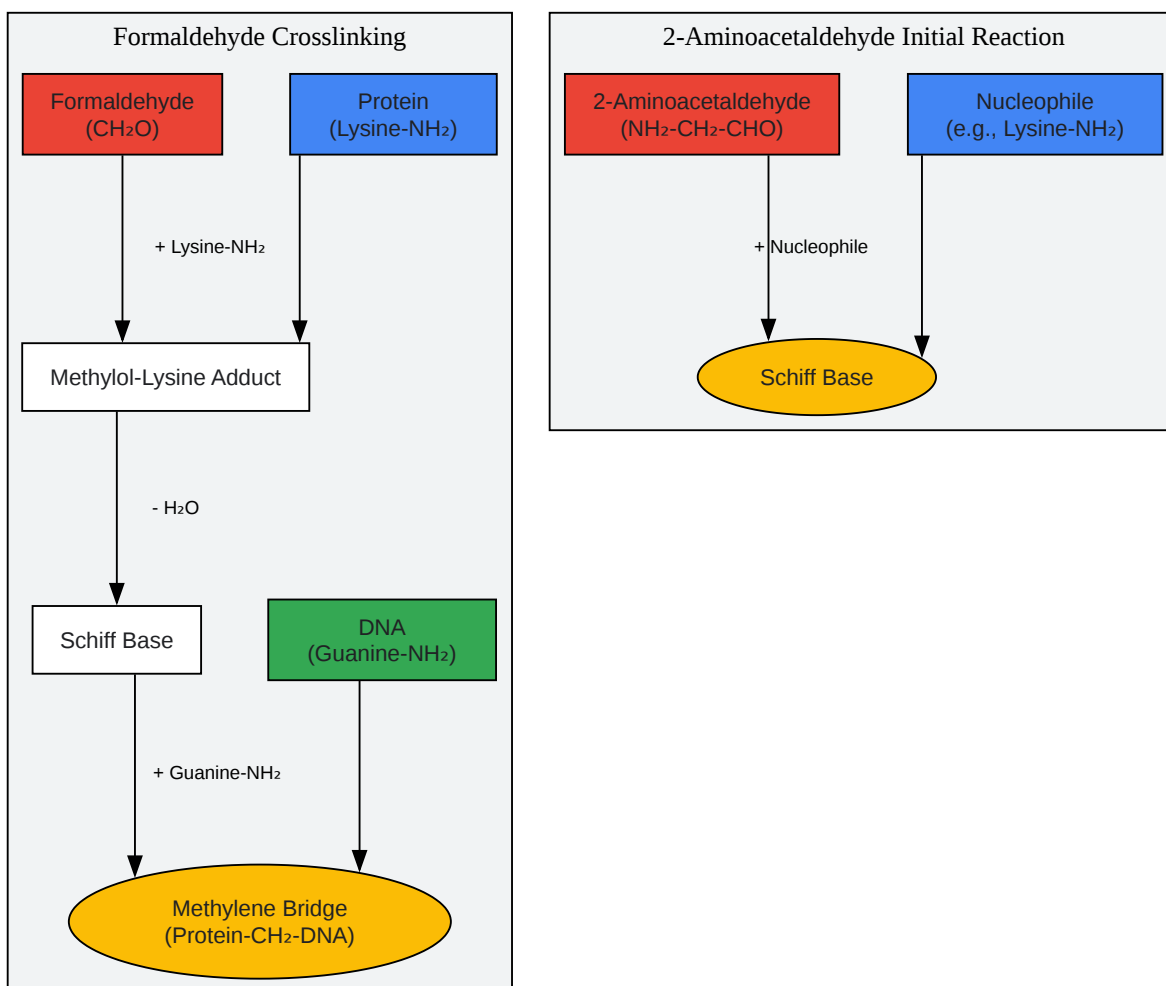 Formaldehyde Crosslinking
Formaldehyde
(CH₂O)
Protein
(Lysine-NH₂)
+ Lysine-NH₂
Methylol-Lysine Adduct
- H₂O
Schiff Base
DNA
(Guanine-NH₂)
+ Guanine-NH₂
Methylene Bridge
(Protein-CH₂-DNA)
2-Aminoacetaldehyde Initial Reaction
2-Aminoacetaldehyde
(NH₂-CH₂-CHO)
Nucleophile
(e.g., Lysine-NH₂)
+ Nucleophile
Schiff Base